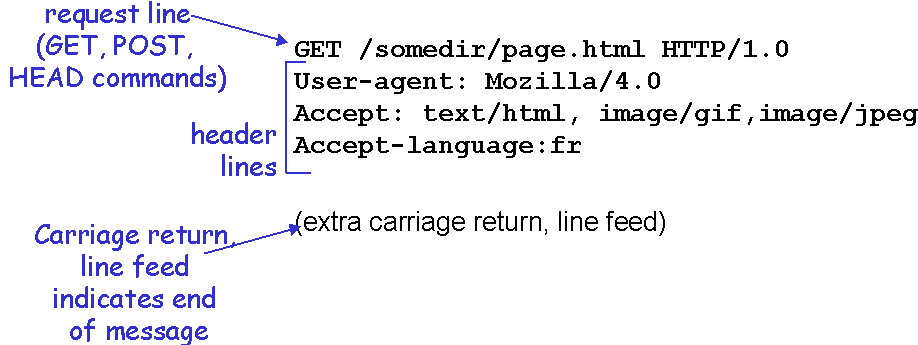 request line
(GET, POST,
HEAD commands)
GET /somedir/page.html HTTP/1.0
User-agent: Mozilla/4.0
Accept: text/html, image/gif,image/jpeg
Accept-language:fr
header
lines
(extra carriage return, line feed)
Carriage return,
line feed
indicates end
of message